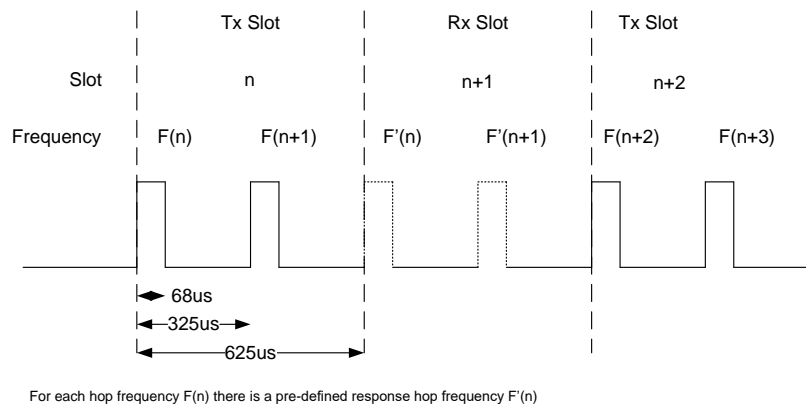 Tx Slot Rx Slot Tx Slot
Slot n n+1 n+2
Frequency F(n) F(n+1) F'(n) F'(n+1) F(n+2) F(n+3)
68us
325us
625us
For each hop frequency F(n) there is a pre-defined response hop frequency F'(n)